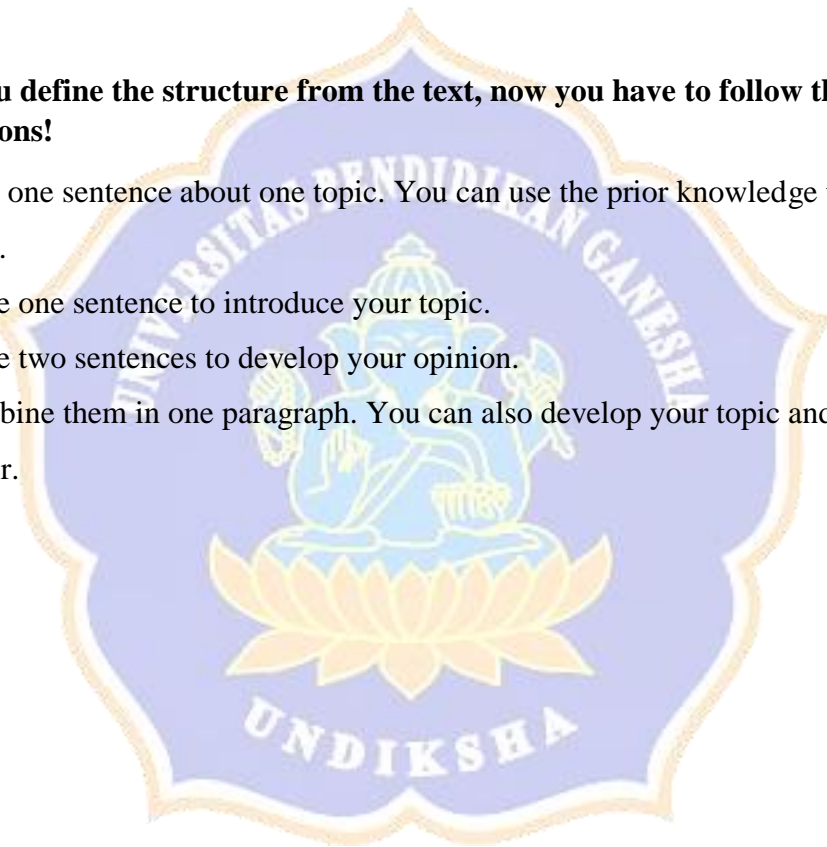 u define the structure from the text, now you have to follow th
ons!
one sentence about one topic. You can use the prior knowledge
.
e one sentence to introduce your topic.
e two sentences to develop your opinion.
bine them in one paragraph. You can also develop your topic and
r.
UNIVERSITAS PENDIDIKAN GANESHA
UNDIKSHA